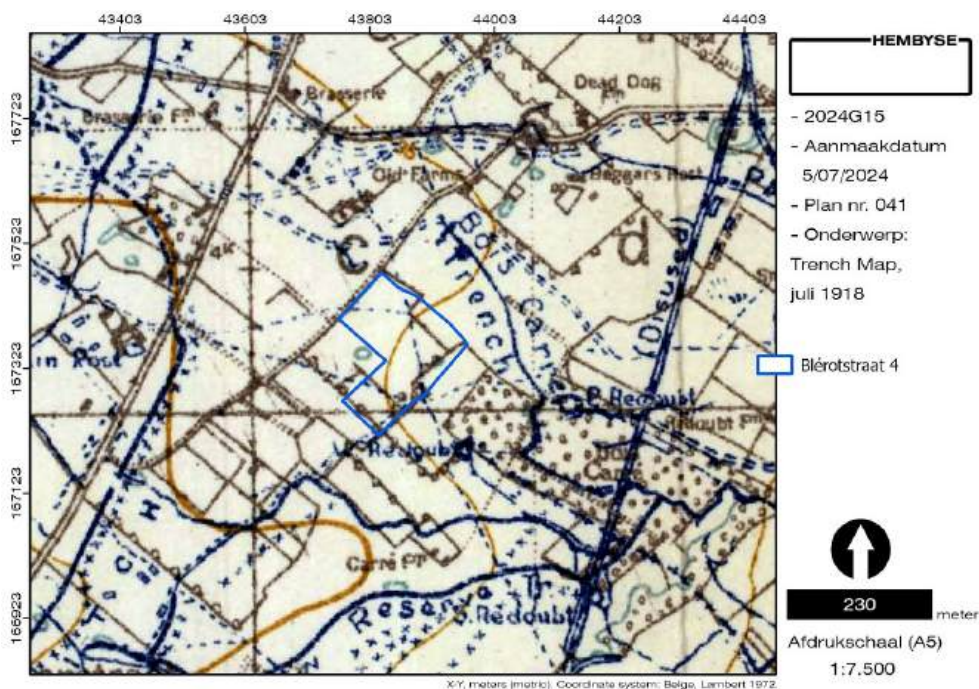 43403 43603 43803 44003 44203 44403
HEMBYSE
- 2024G15
- Aanmaakdatum
5/07/2024
- Plan nr. 041
- Onderwerp:
Trench Map,
juli 1918
Blérotstraat 4
230 meter
Afdrukschaal (A5)
1:7.500
167723
167523
167323
167123
166923
Brasserie
Brasserie Fm
Dead Dog
Fm
Old Farm
Beggars Rest
C
d
Bois
Carré
Trench
(Disused)
P. Redoubt
Redoubt Fm
Redoubt
Carré Fm
Reserve Tr
S. Redoubt
X-Y, meters (metric). Coordinate system: Belge, Lambert 1972.